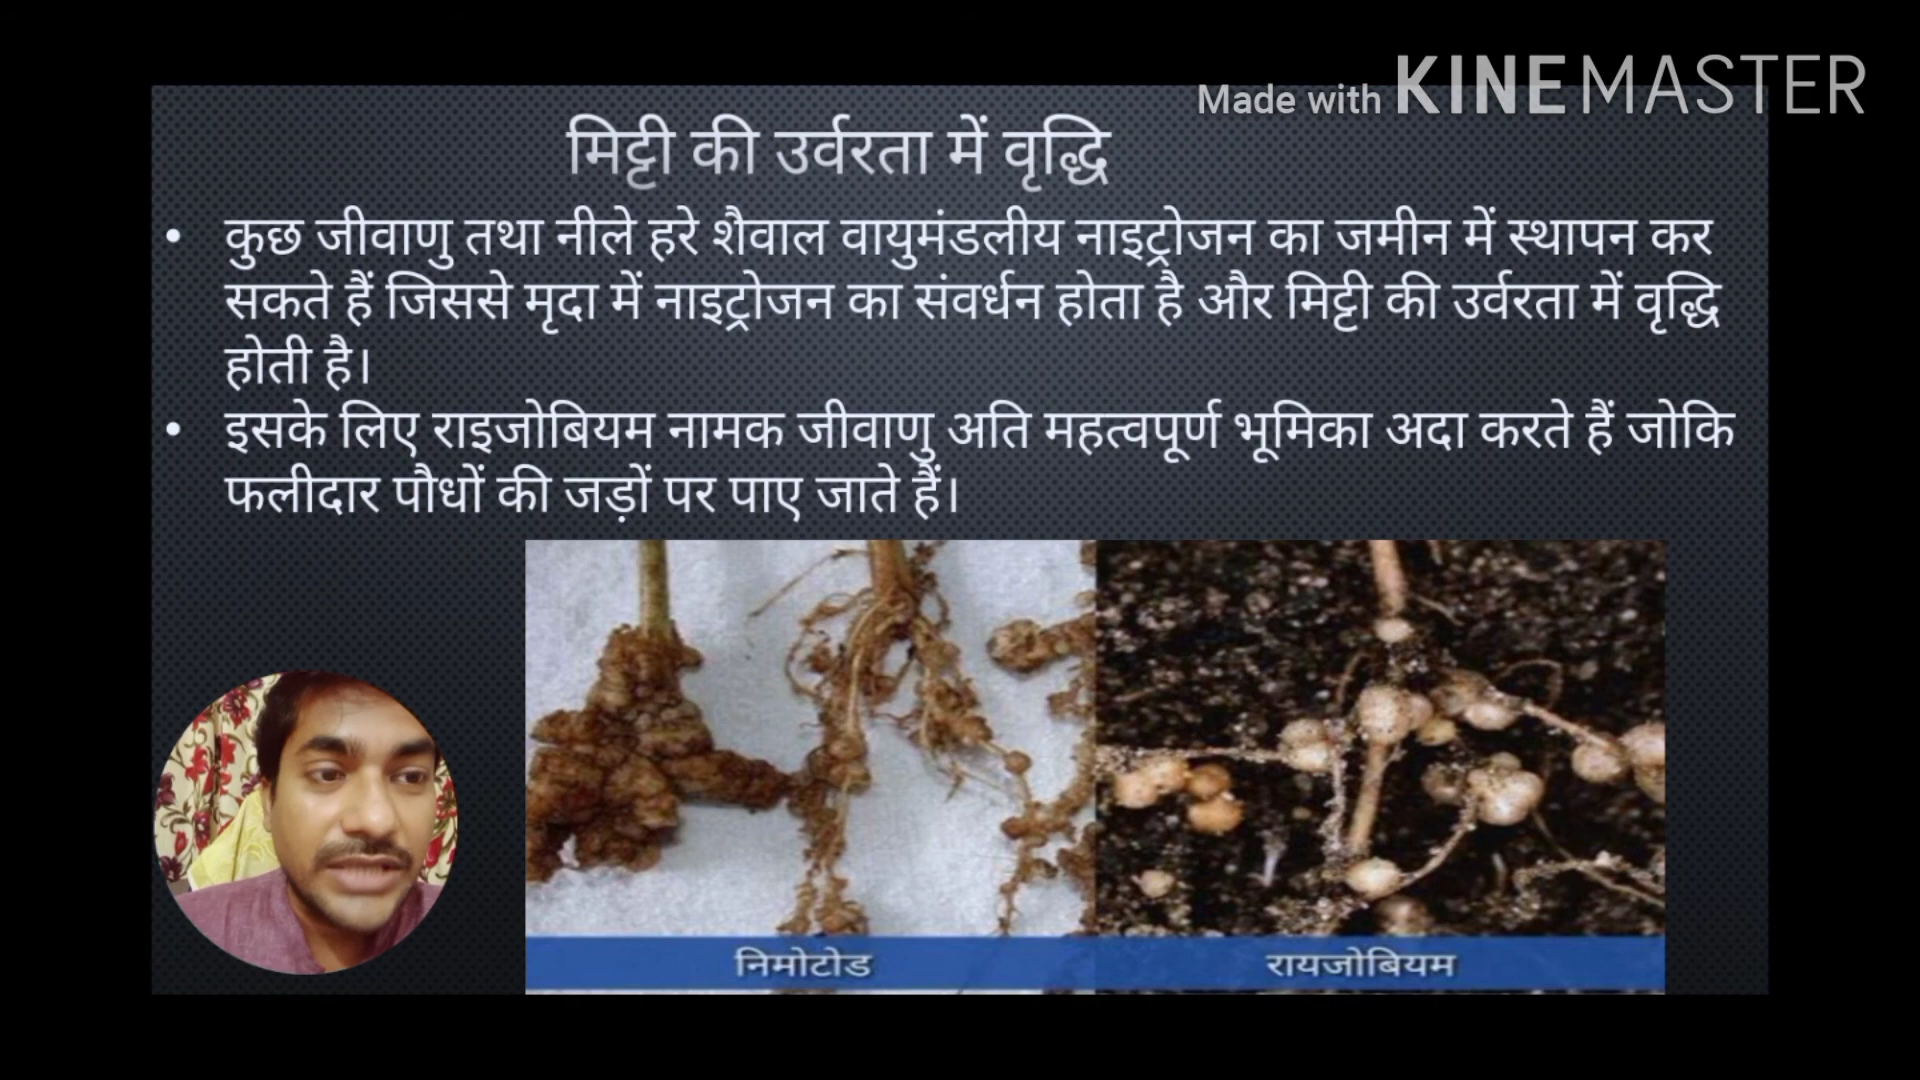 Made with KINEMASTER
मिट्टी की उर्वरता में वृद्धि
• कुछ जीवाणु तथा नीले हरे शैवाल वायुमंडलीय नाइट्रोजन का जमीन में स्थापन कर
सकते हैं जिससे मृदा में नाइट्रोजन का संवर्धन होता है और मिट्टी की उर्वरता में वृद्धि
होती है।
• इसके लिए राइजोबियम नामक जीवाणु अति महत्वपूर्ण भूमिका अदा करते हैं जोकि
फलीदार पौधों की जड़ों पर पाए जाते हैं।
निमोटोड
रायजोबियम